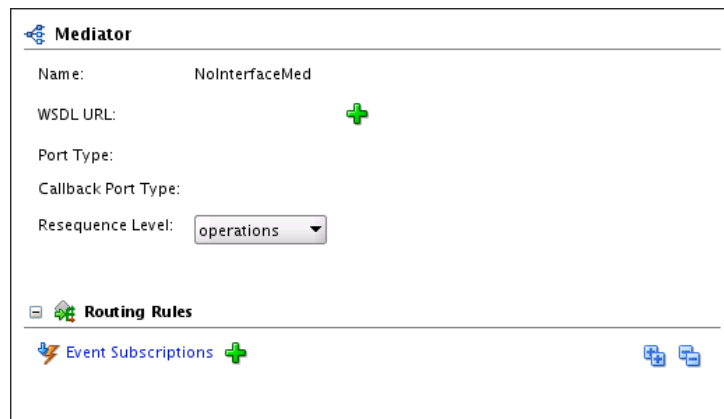 Mediator
Name: NoInterfaceMed
WSDL URL:
Port Type:
Callback Port Type:
Resequence Level: operations
Routing Rules
Event Subscriptions